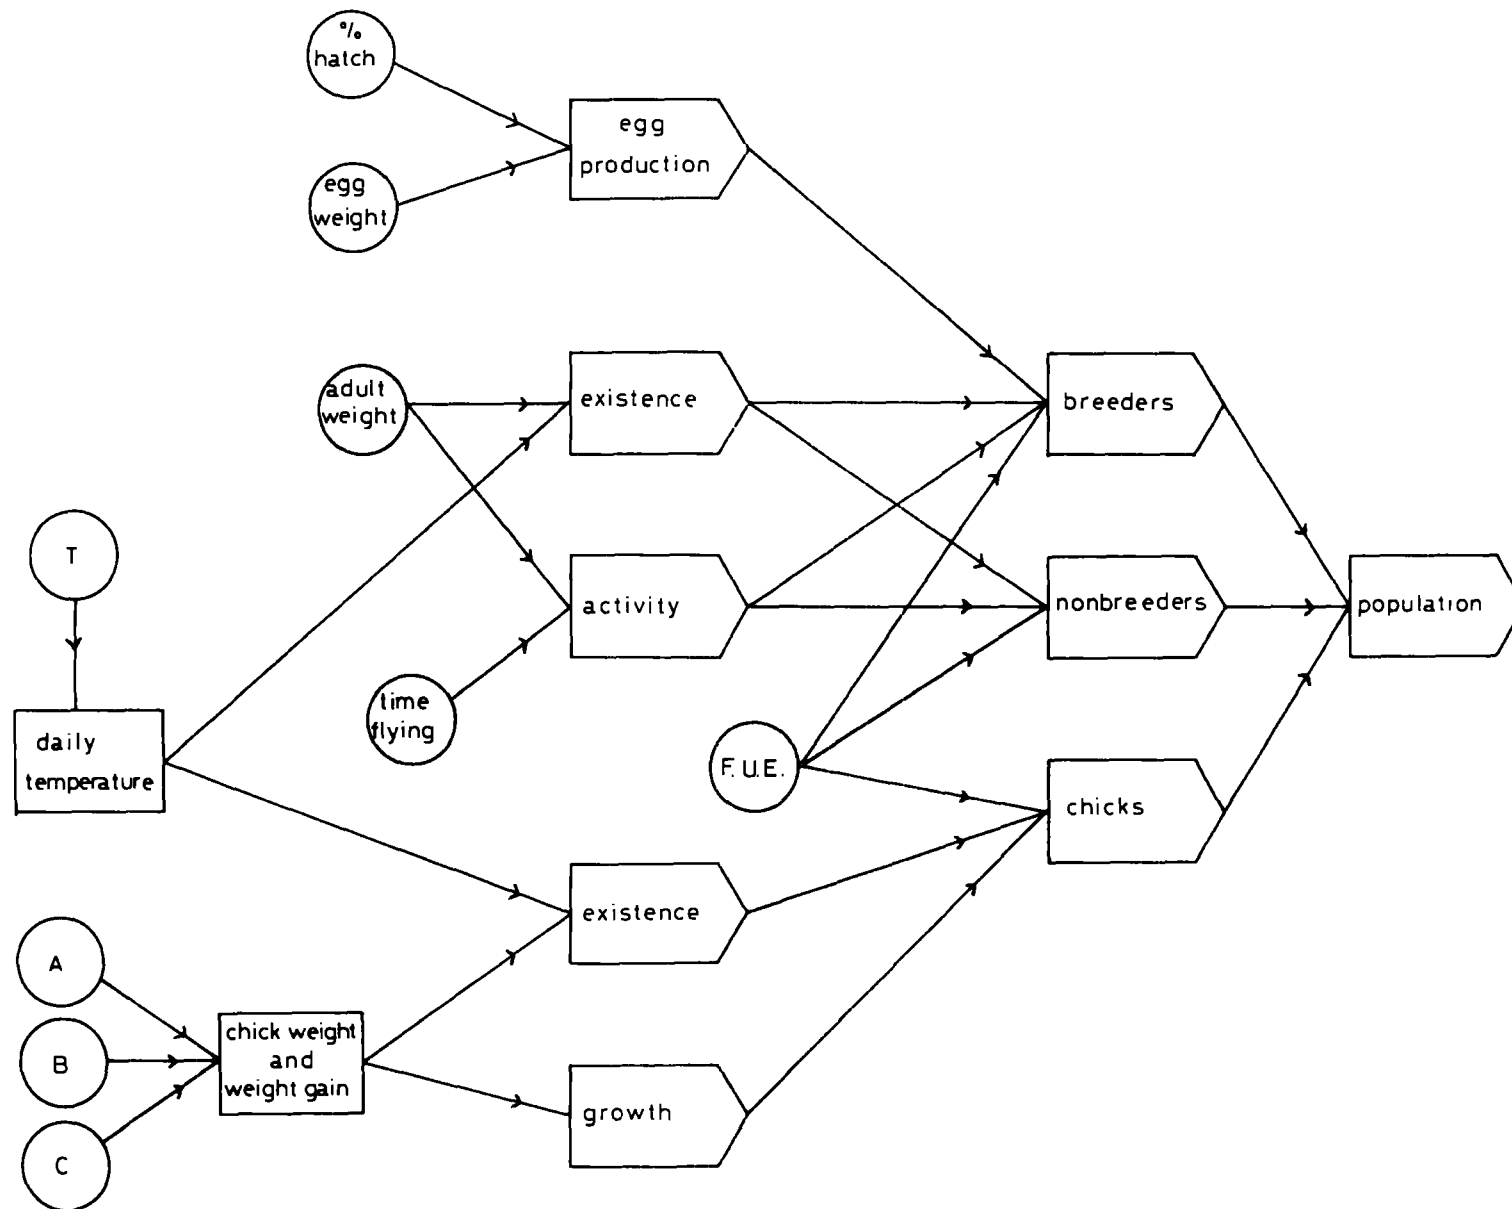 %
hatch
egg
weight
egg
production
adult
weight
existence
breeders
T
activity
nonbreeders
population
time
flying
daily
temperature
F.U.E.
chicks
existence
A
B
C
chick weight
and
weight gain
growth